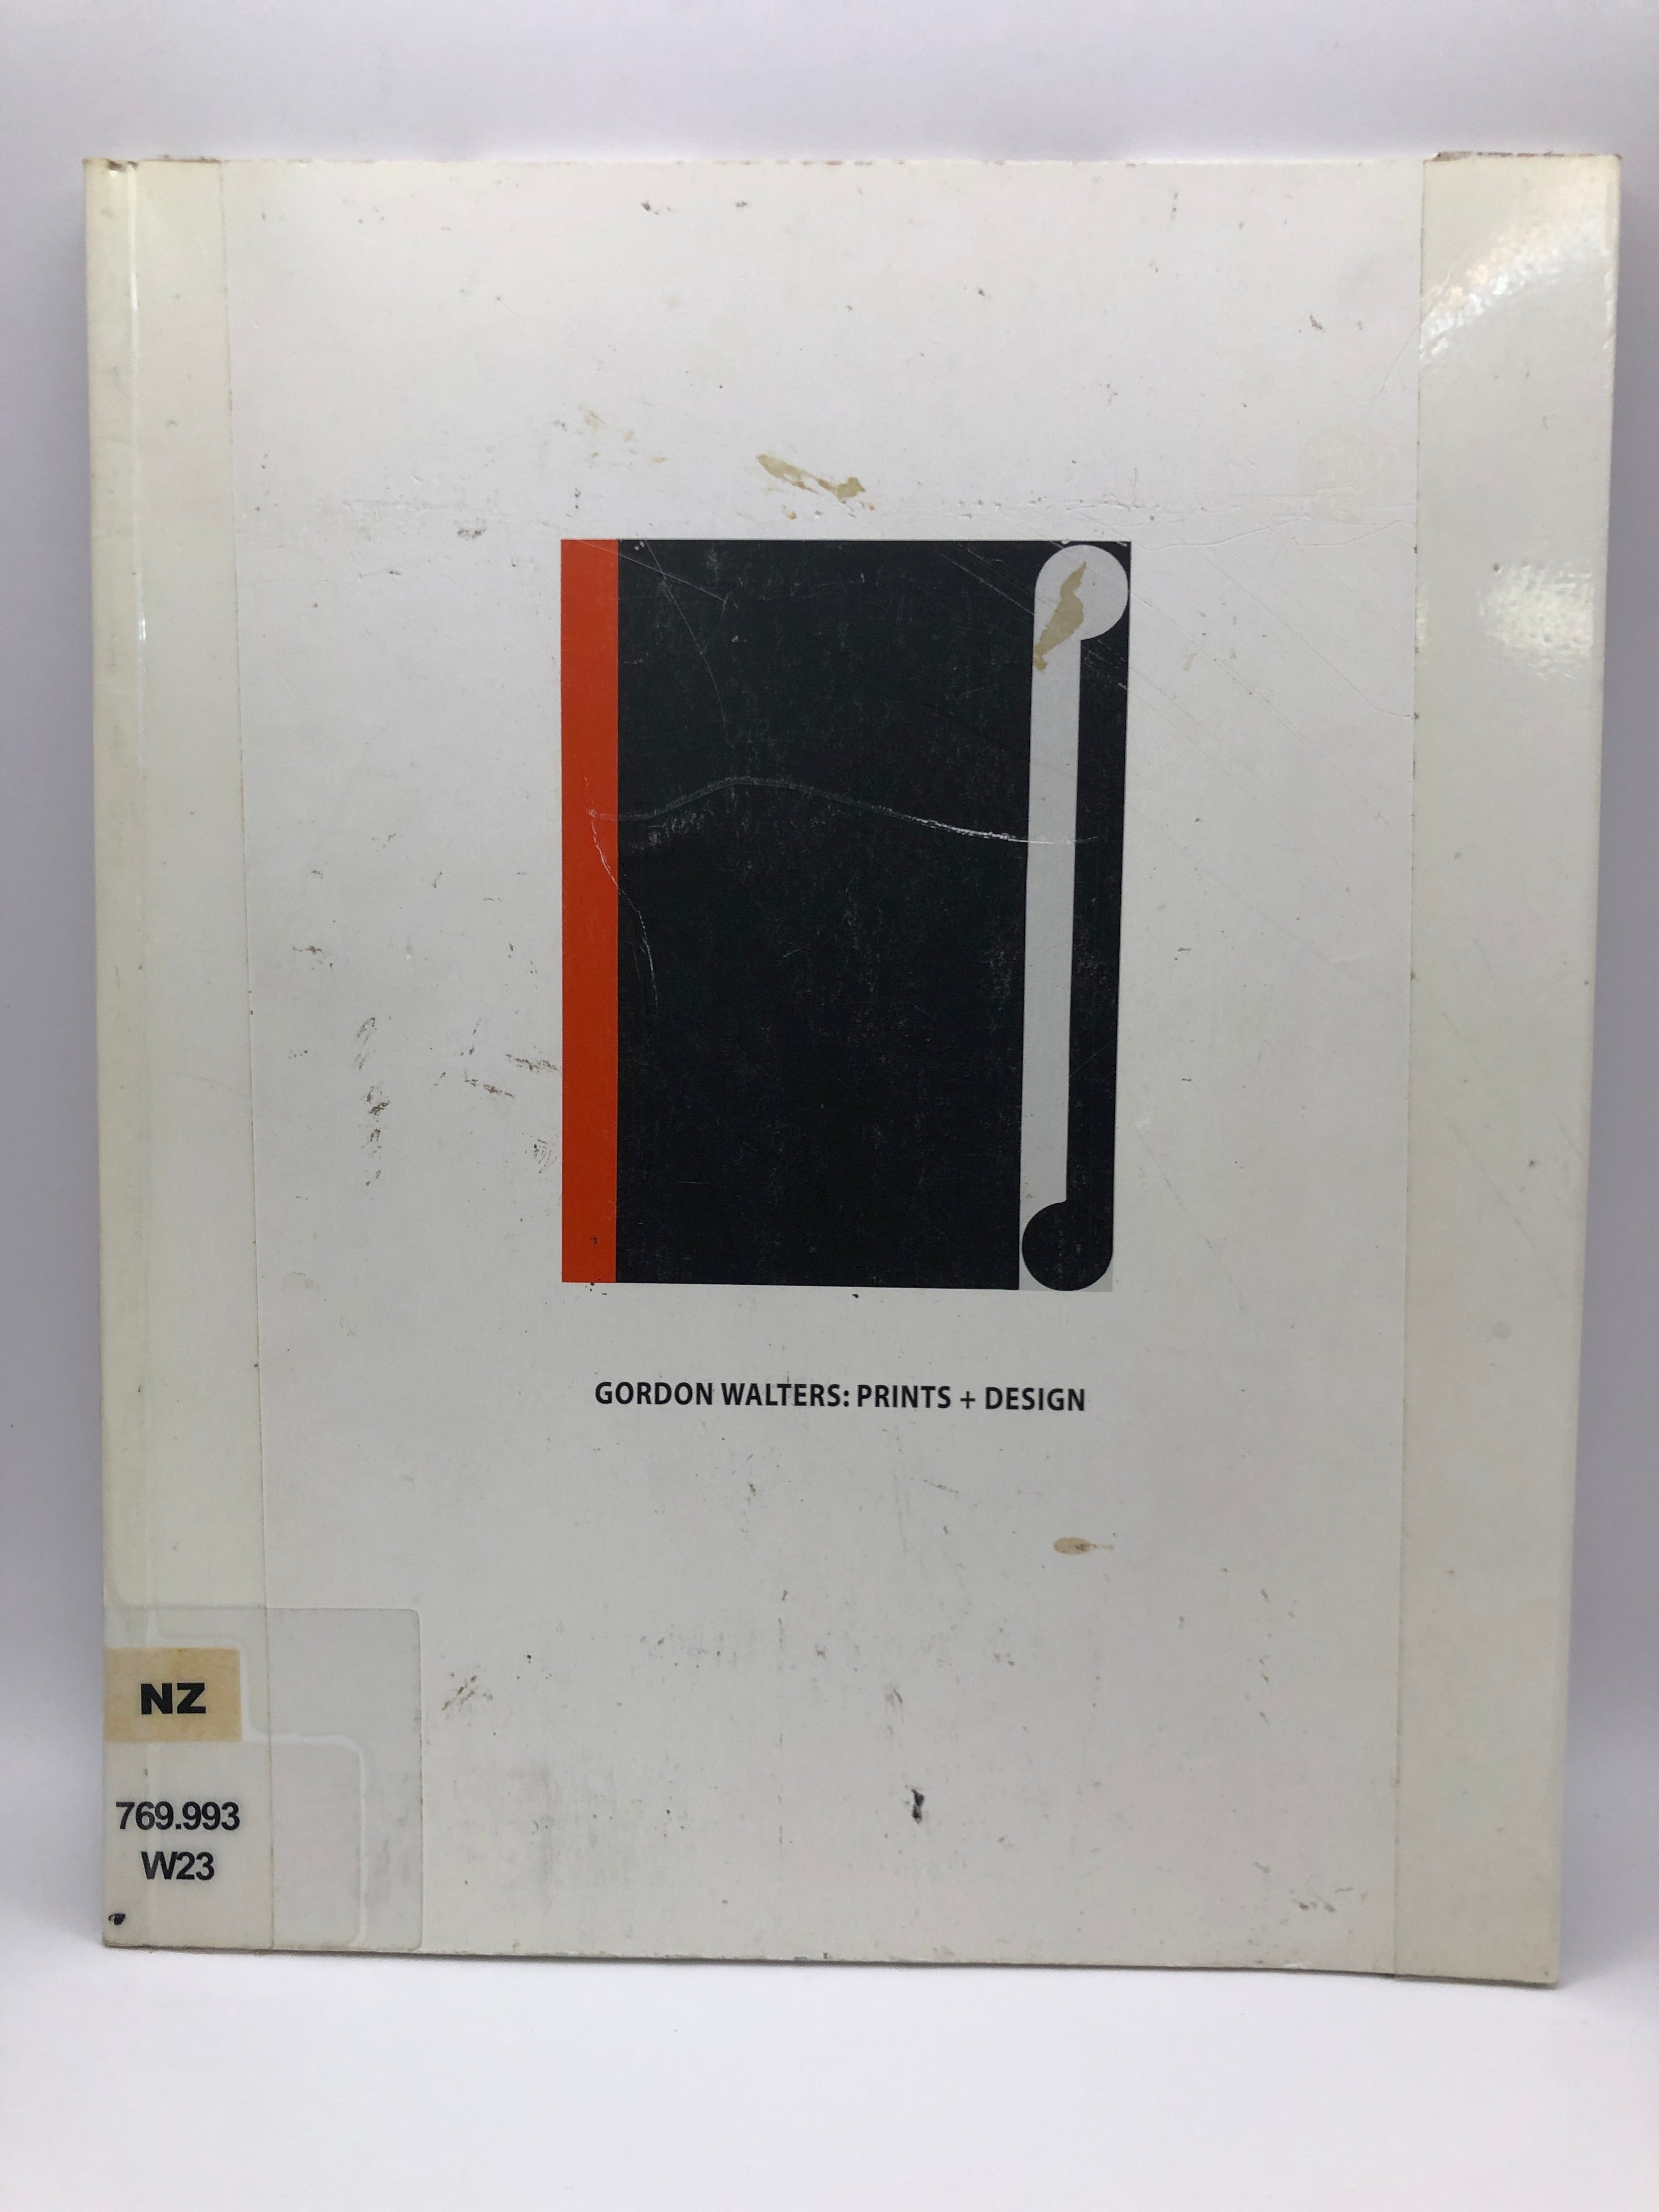 GORDON WALTERS: PRINTS + DESIGN
NZ
769.993
W23